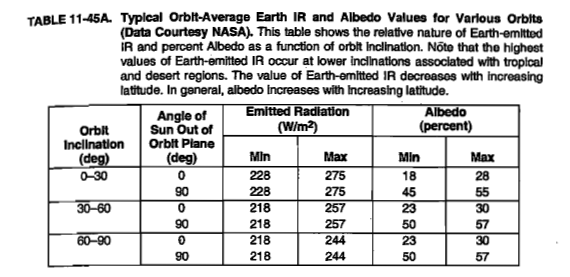 TABLE 11-45A. Typical Orbit-Average Earth IR and Albedo Values for Various Orbits
(Data Courtesy NASA). This table shows the relative nature of Earth-emitted
IR and percent Albedo as a function of orbit inclination. Note that the highest
values of Earth-emitted IR occur at lower inclinations associated with tropical
and desert regions. The value of Earth-emitted IR decreases with increasing
latitude. In general, albedo increases with increasing latitude.
Orbit Inclination (deg) Angle of Sun Out of Orbit Plane (deg) Emitted Radiation (W/m²) Albedo (percent)
Min Max Min Max
0–30 0 228 275 18 28
90 228 275 45 55
30–60 0 218 257 23 30
90 218 257 50 57
60–90 0 218 244 23 30
90 218 244 50 57